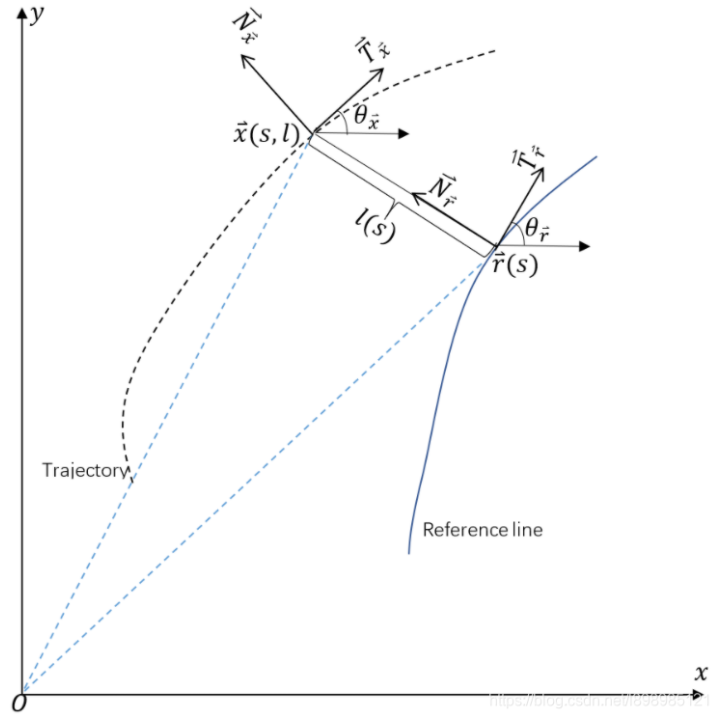 y
N⃗x⃗
T⃗x⃗
θx⃗
x⃗(s, l)
T⃗r⃗
N⃗r⃗
θr⃗
l(s)
r⃗(s)
Trajectory
Reference line
x
O